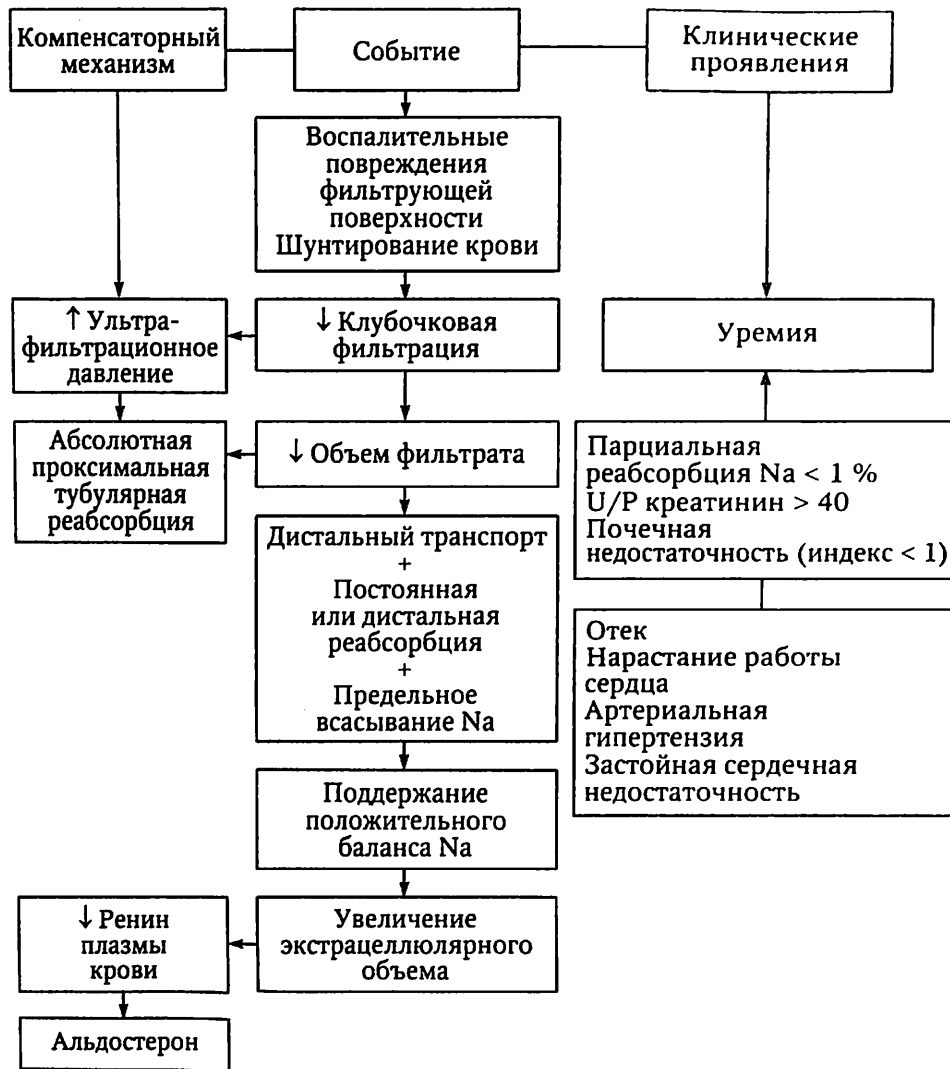 Компенсаторный
механизм
Событие
Клинические
проявления
Воспалительные
повреждения
фильтрующей
поверхности
Шунтирование крови
↑ Ультра-
фильтрационное
давление
↓ Клубочковая
фильтрация
Уремия
Абсолютная
проксимальная
тубулярная
реабсорбция
↓ Объем фильтрата
Парциальная
реабсорбция Na < 1 %
U/P креатинин > 40
Почечная
недостаточность (индекс < 1)
Дистальный транспорт
+
Постоянная
или дистальная
реабсорбция
+
Предельное
всасывание Na
Отек
Нарастание работы
сердца
Артериальная
гипертензия
Застойная сердечная
недостаточность
Поддержание
положительного
баланса Na
↓ Ренин
плазмы
крови
Увеличение
экстрацеллюлярного
объема
Альдостерон